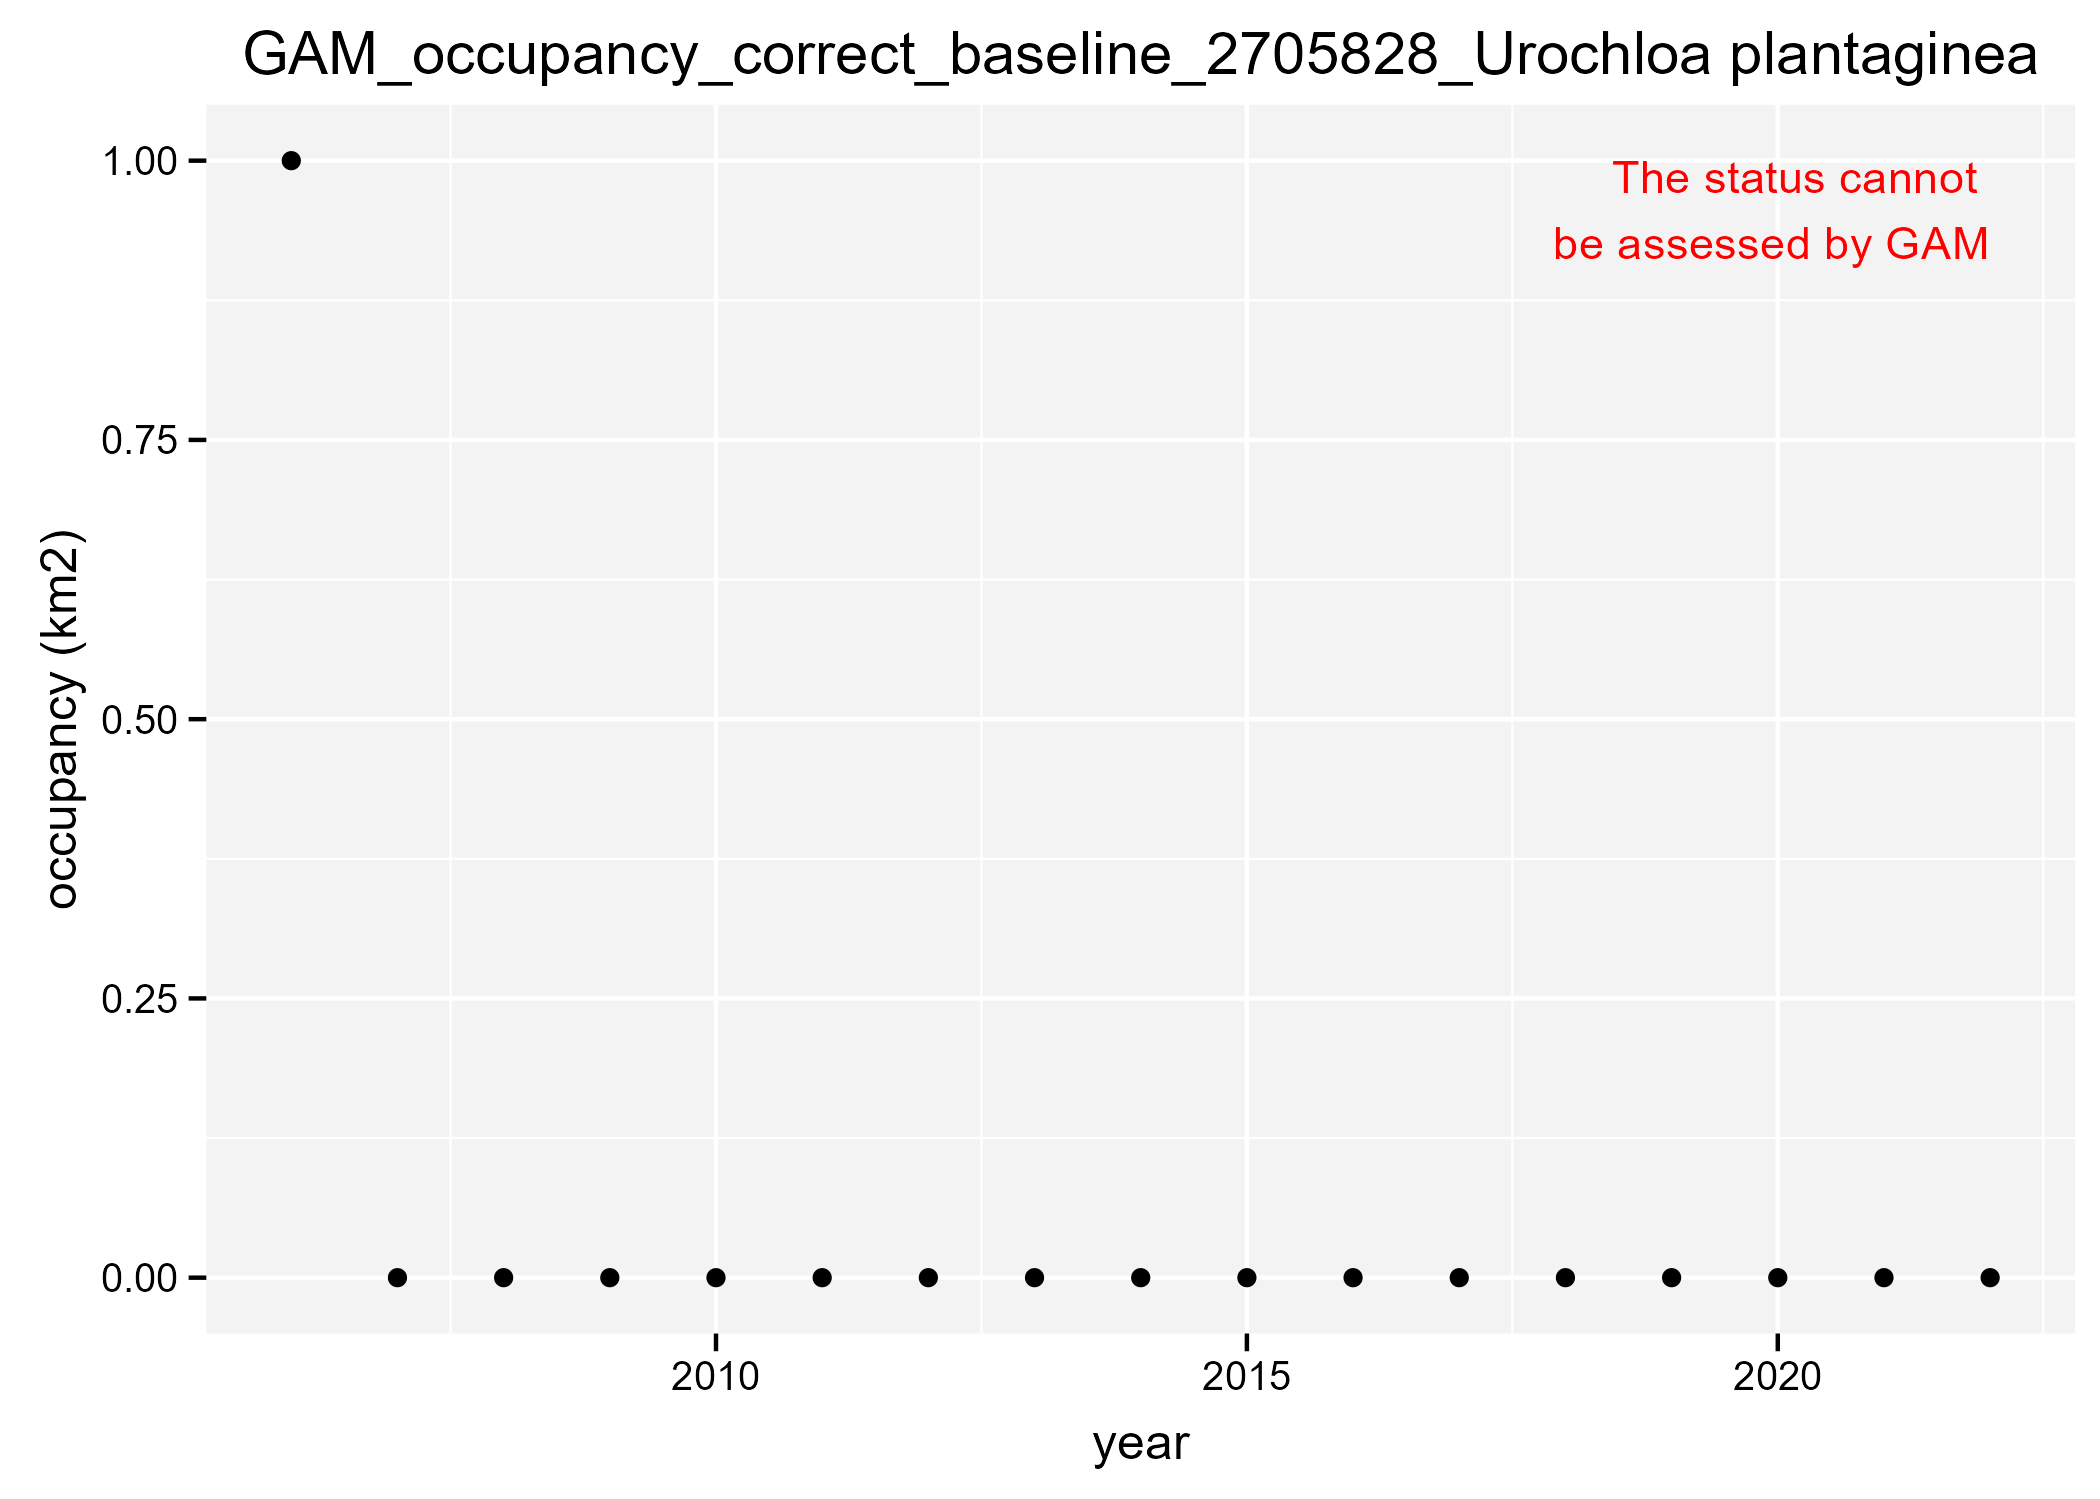 GAM_occupancy_correct_baseline_2705828_Urochloa plantaginea
The status cannot
be assessed by GAM
1.00
0.75
0.50
0.25
0.00
occupancy (km2)
2010 2015 2020
year